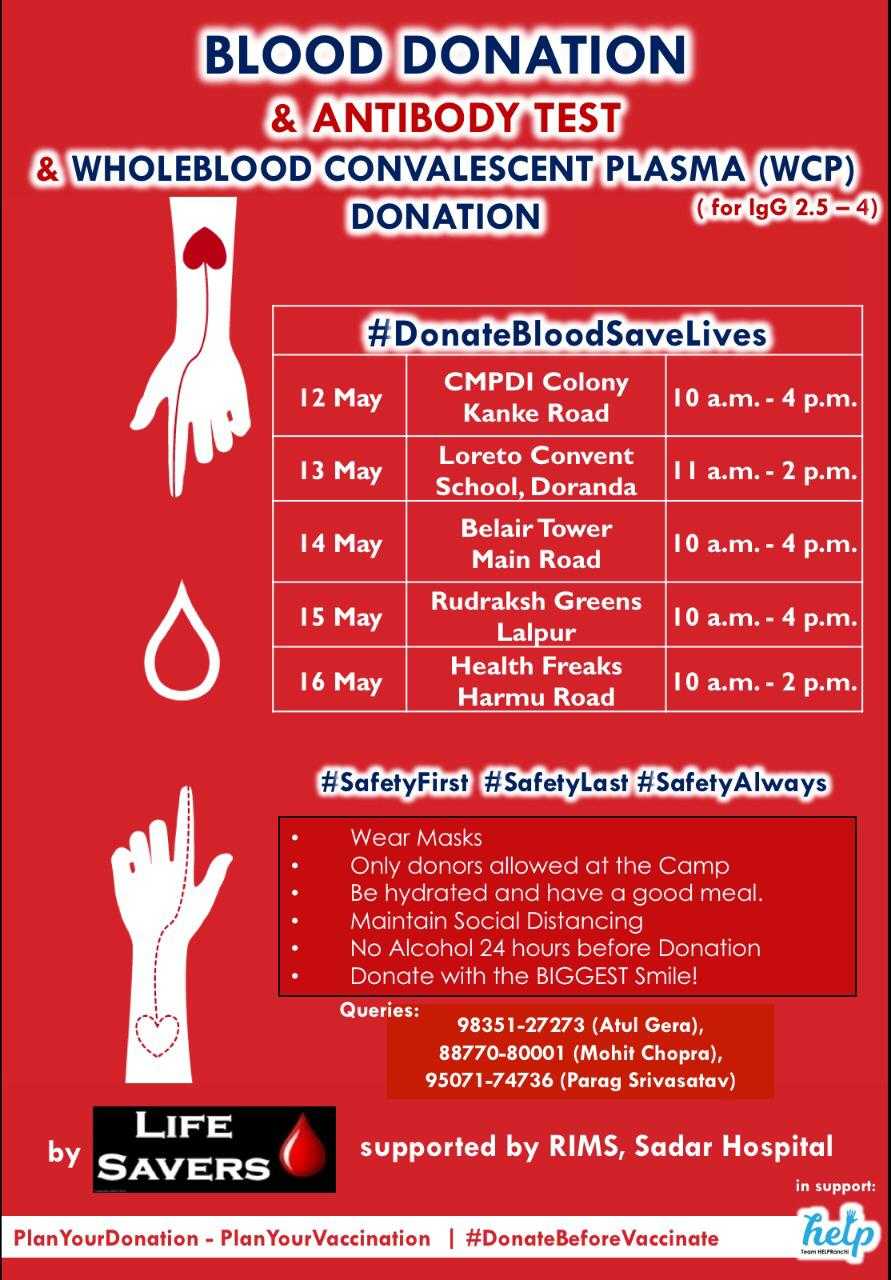 BLOOD DONATION
& ANTIBODY TEST
& WHOLEBLOOD CONVALESCENT PLASMA (WCP)
DONATION
( for IgG 2.5 – 4)
#DonateBloodSaveLives
12 May
CMPDI Colony
Kanke Road
10 a.m. - 4 p.m.
13 May
Loreto Convent
School, Doranda
11 a.m. - 2 p.m.
14 May
Belair Tower
Main Road
10 a.m. - 4 p.m.
15 May
Rudraksh Greens
Lalpur
10 a.m. - 4 p.m.
16 May
Health Freaks
Harmu Road
10 a.m. - 2 p.m.
#SafetyFirst #SafetyLast #SafetyAlways
• Wear Masks
• Only donors allowed at the Camp
• Be hydrated and have a good meal.
• Maintain Social Distancing
• No Alcohol 24 hours before Donation
• Donate with the BIGGEST Smile!
Queries:
98351-27273 (Atul Gera),
88770-80001 (Mohit Chopra),
95071-74736 (Parag Srivasatav)
by
LIFE
SAVERS
supported by RIMS, Sadar Hospital
in support:
PlanYourDonation - PlanYourVaccination | #DonateBeforeVaccinate
help
Team HELPRanchi